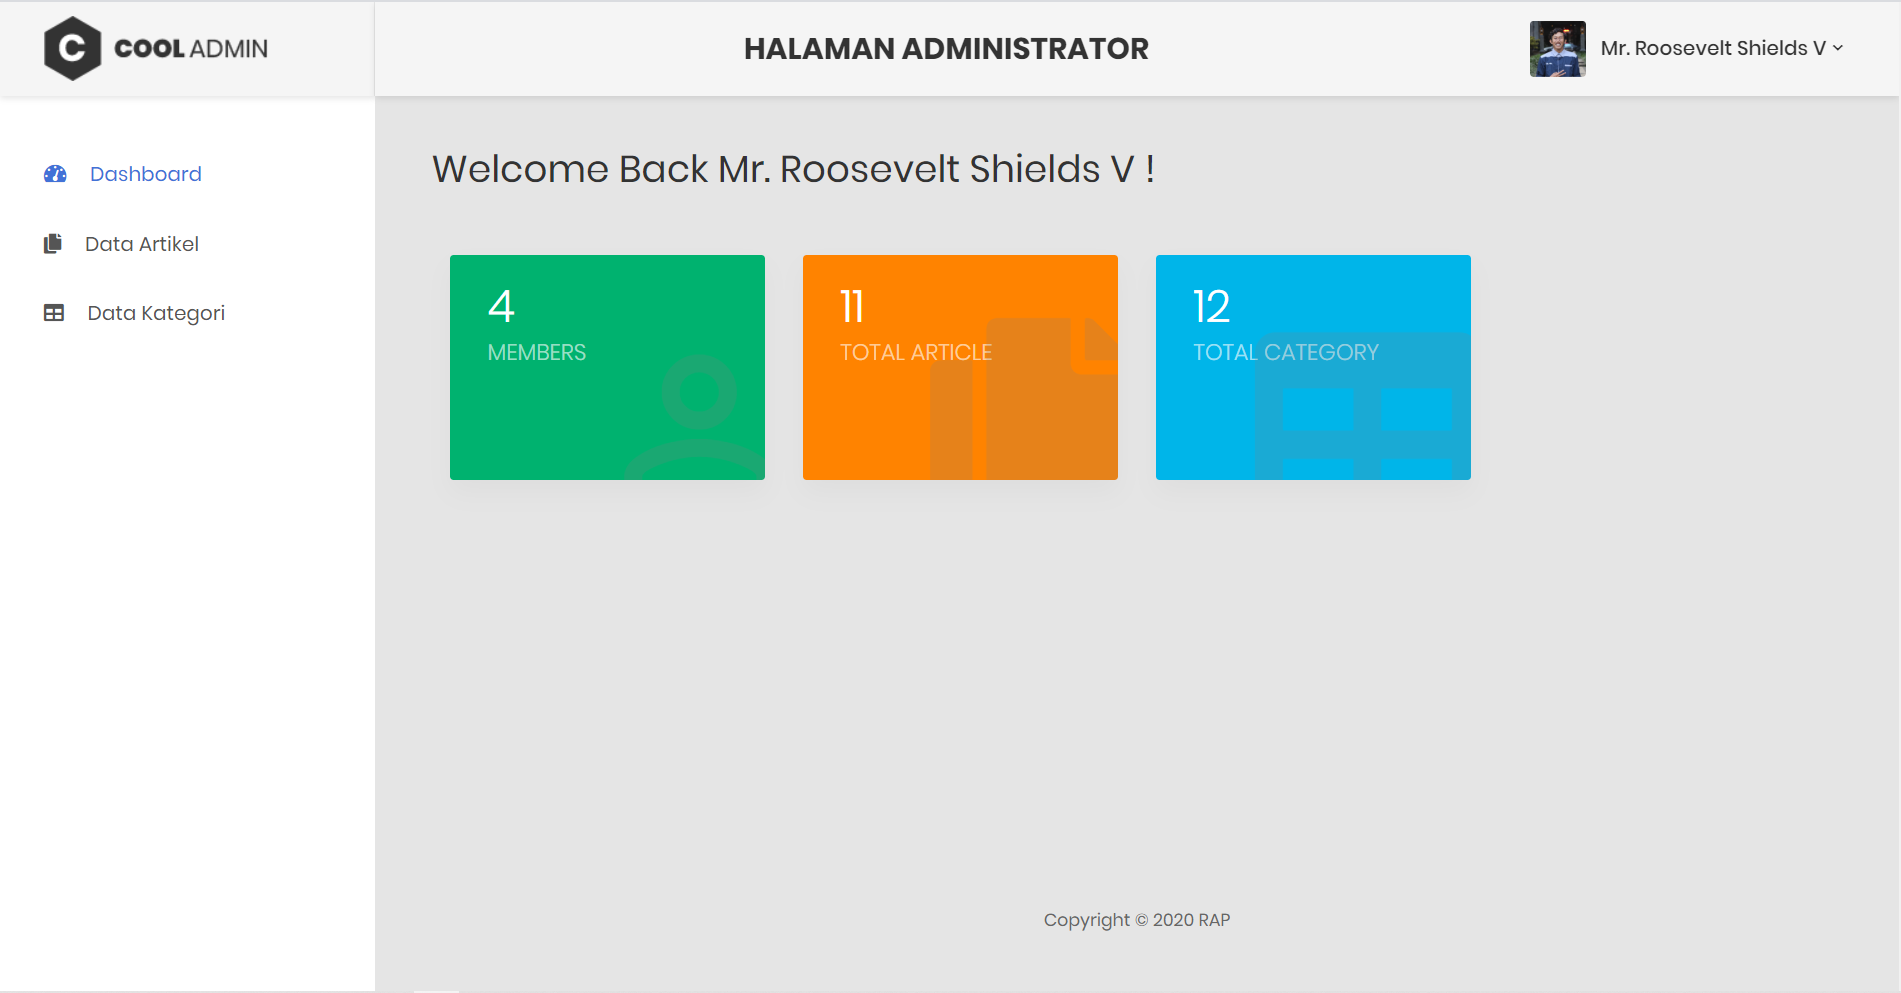 COOL ADMIN
HALAMAN ADMINISTRATOR
Mr. Roosevelt Shields V
Dashboard
Data Artikel
Data Kategori
Welcome Back Mr. Roosevelt Shields V !
4
MEMBERS
11
TOTAL ARTICLE
12
TOTAL CATEGORY
Copyright © 2020 RAP